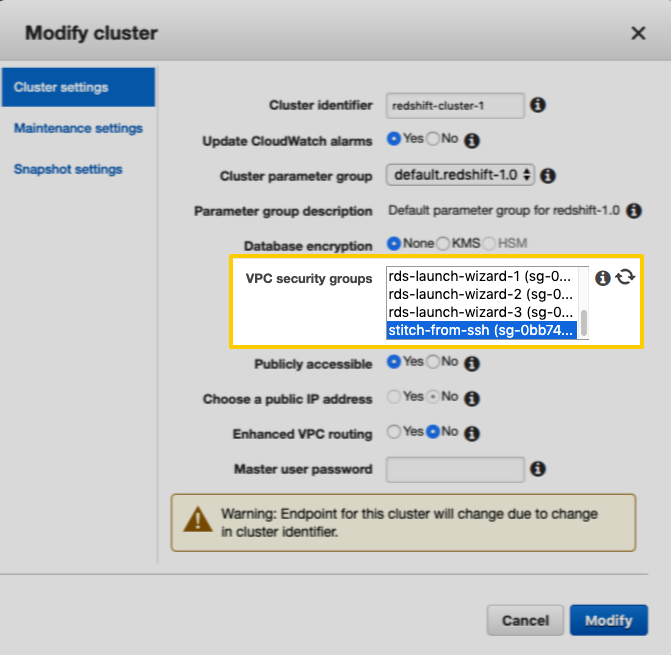 Modify cluster
Cluster settings
Maintenance settings
Snapshot settings
Cluster identifier redshift-cluster-1
Update CloudWatch alarms Yes No
Cluster parameter group default.redshift-1.0
Parameter group description Default parameter group for redshift-1.0
Database encryption None KMS HSM
VPC security groups rds-launch-wizard-1 (sg-0...
rds-launch-wizard-2 (sg-0...
rds-launch-wizard-3 (sg-0...
stitch-from-ssh (sg-0bb74...
Publicly accessible Yes No
Choose a public IP address Yes No
Enhanced VPC routing Yes No
Master user password
Warning: Endpoint for this cluster will change due to change
in cluster identifier.
Cancel Modify